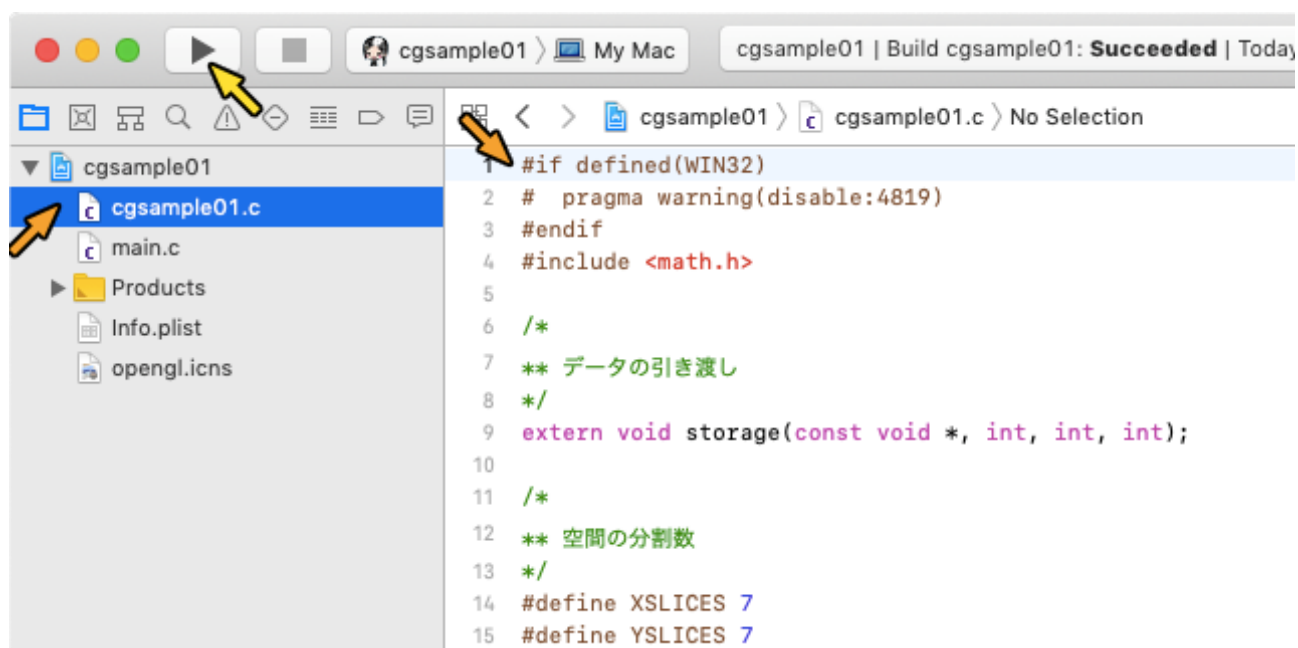 cgsample01 〉 My Mac
cgsample01 | Build cgsample01: Succeeded | Today
cgsample01 〉 cgsample01.c 〉 No Selection
cgsample01
cgsample01.c
main.c
Products
Info.plist
opengl.icns
1 #if defined(WIN32)
2 #  pragma warning(disable:4819)
3 #endif
4 #include <math.h>
5
6 /*
7 ** データの引き渡し
8 */
9 extern void storage(const void *, int, int, int);
10
11 /*
12 ** 空間の分割数
13 */
14 #define XSLICES 7
15 #define YSLICES 7